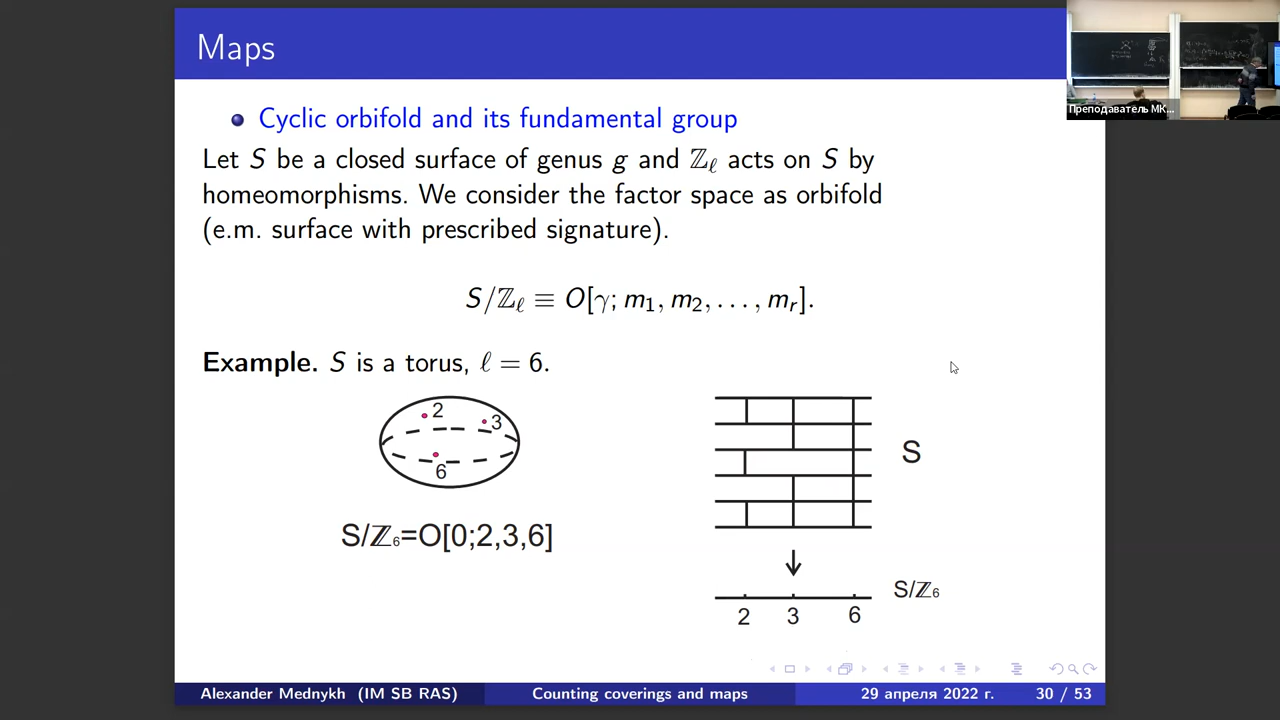 Maps
Преподаватель МК...
Cyclic orbifold and its fundamental group
Let S be a closed surface of genus g and ℤℓ acts on S by
homeomorphisms. We consider the factor space as orbifold
(e.m. surface with prescribed signature).
S/ℤℓ ≡ O[γ; m₁, m₂, . . . , mᵣ].
Example. S is a torus, ℓ = 6.
2
3
6
S/ℤ₆=O[0;2,3,6]
S
S/ℤ₆
2 3 6
Alexander Mednykh (IM SB RAS) Counting coverings and maps 29 апреля 2022 г. 30 / 53